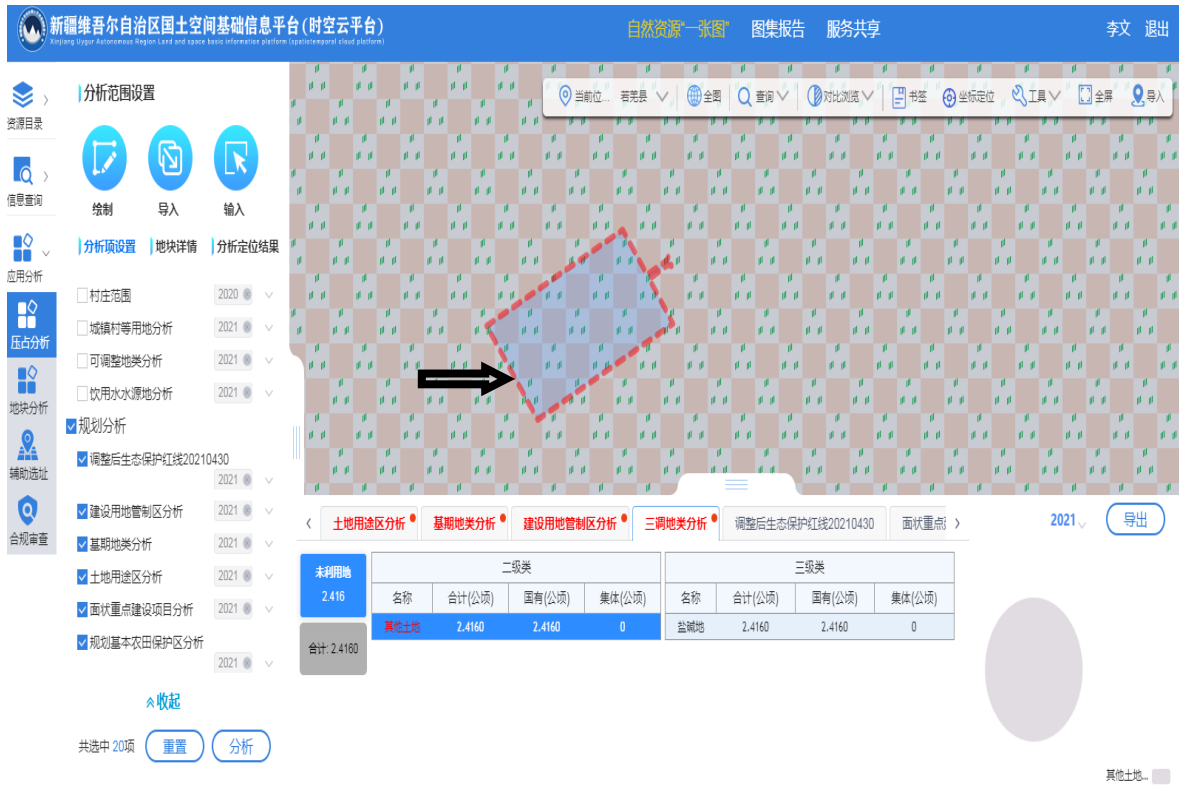 新疆维吾尔自治区国土空间基础信息平台(时空云平台)
Xinjiang Uygur Autonomous Region Land and space basic information platform (spatiotemporal cloud platform)
自然资源“一张图” 图集报告 服务共享
李文 退出
资源目录
信息查询
应用分析
压占分析
地块分析
辅助选址
合规审查
分析范围设置
绘制 导入 输入
分析项设置 地块详情 分析定位结果
村庄范围 2020
城镇村等用地分析 2021
可调整地类分析 2021
饮用水水源地分析 2021
规划分析
调整后生态保护红线20210430
2021
建设用地管制区分析 2021
基期地类分析 2021
土地用途区分析 2021
面状重点建设项目分析 2021
规划基本农田保护区分析
2021
收起
共选中 20项 重置 分析
当前位... 若羌县 全图 查询 对比浏览 书签 坐标定位 工具 全屏 导入
土地用途区分析 基期地类分析 建设用地管制区分析 三调地类分析 调整后生态保护红线20210430 面状重点
2021 导出
未利用地
2.416
合计: 2.4160
二级类 三级类
名称 合计(公顷) 国有(公顷) 集体(公顷) 名称 合计(公顷) 国有(公顷) 集体(公顷)
其他土地 2.4160 2.4160 0 盐碱地 2.4160 2.4160 0
其他土地...